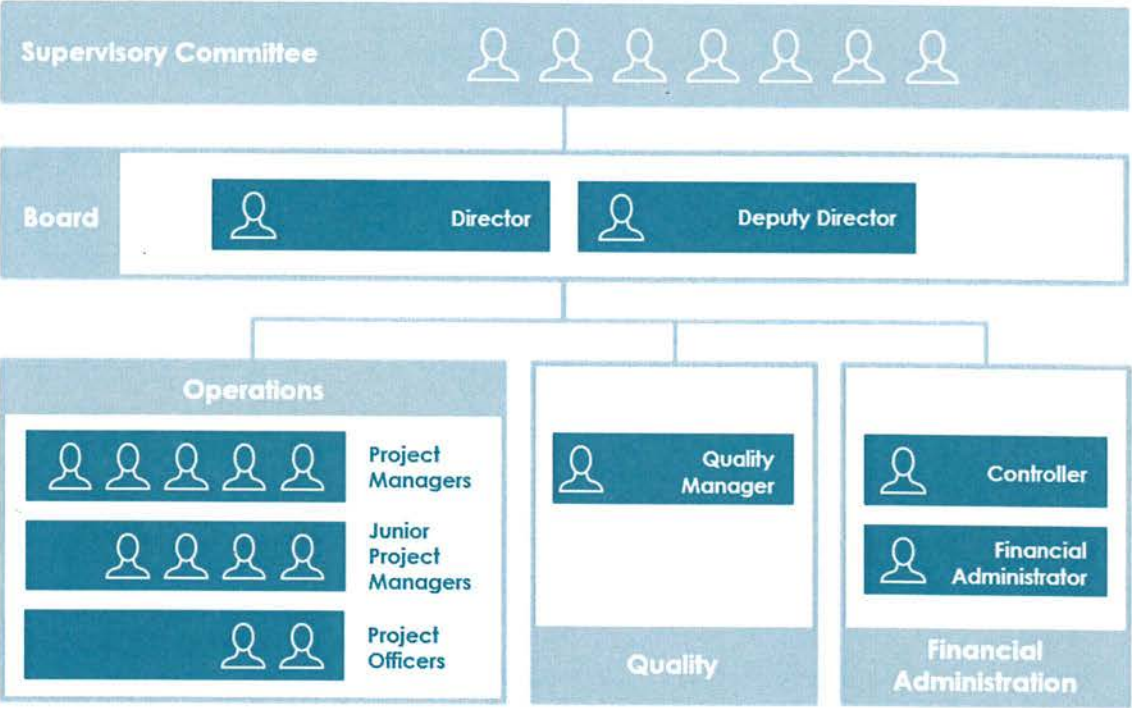 Supervisory Committee
Board
Director
Deputy Director
Operations
Project
Managers
Junior
Project
Managers
Project
Officers
Quality
Manager
Quality
Controller
Financial
Administrator
Financial
Administration